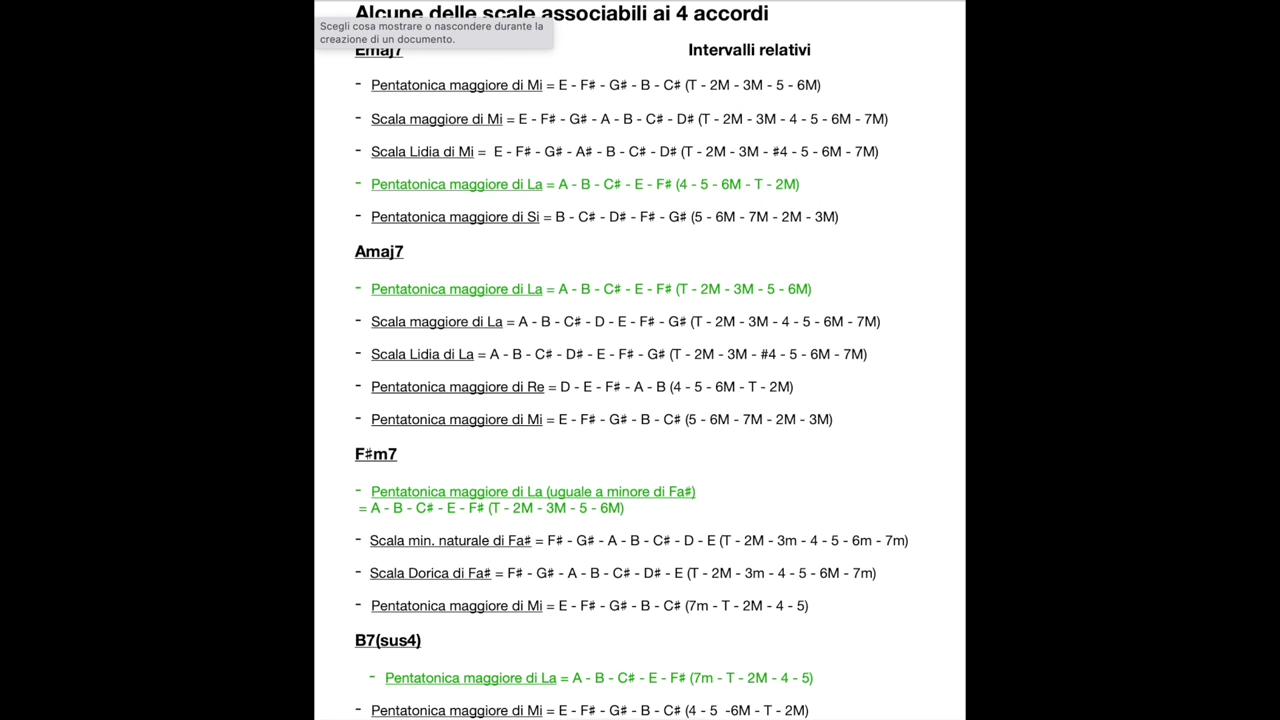 Alcune delle scale associabili ai 4 accordi
Scegli cosa mostrare o nascondere durante la
creazione di un documento.
Emaj7 Intervalli relativi
- Pentatonica maggiore di Mi = E - F♯ - G♯ - B - C♯ (T - 2M - 3M - 5 - 6M)
- Scala maggiore di Mi = E - F♯ - G♯ - A - B - C♯ - D♯ (T - 2M - 3M - 4 - 5 - 6M - 7M)
- Scala Lidia di Mi = E - F♯ - G♯ - A♯ - B - C♯ - D♯ (T - 2M - 3M - #4 - 5 - 6M - 7M)
- Pentatonica maggiore di La = A - B - C♯ - E - F♯ (4 - 5 - 6M - T - 2M)
- Pentatonica maggiore di Si = B - C♯ - D♯ - F♯ - G♯ (5 - 6M - 7M - 2M - 3M)
Amaj7
- Pentatonica maggiore di La = A - B - C♯ - E - F♯ (T - 2M - 3M - 5 - 6M)
- Scala maggiore di La = A - B - C♯ - D - E - F♯ - G♯ (T - 2M - 3M - 4 - 5 - 6M - 7M)
- Scala Lidia di La = A - B - C♯ - D♯ - E - F♯ - G♯ (T - 2M - 3M - #4 - 5 - 6M - 7M)
- Pentatonica maggiore di Re = D - E - F♯ - A - B (4 - 5 - 6M - T - 2M)
- Pentatonica maggiore di Mi = E - F♯ - G♯ - B - C♯ (5 - 6M - 7M - 2M - 3M)
F♯m7
- Pentatonica maggiore di La (uguale a minore di Fa♯)
= A - B - C♯ - E - F♯ (T - 2M - 3M - 5 - 6M)
- Scala min. naturale di Fa♯ = F♯ - G♯ - A - B - C♯ - D - E (T - 2M - 3m - 4 - 5 - 6m - 7m)
- Scala Dorica di Fa♯ = F♯ - G♯ - A - B - C♯ - D♯ - E (T - 2M - 3m - 4 - 5 - 6M - 7m)
- Pentatonica maggiore di Mi = E - F♯ - G♯ - B - C♯ (7m - T - 2M - 4 - 5)
B7(sus4)
- Pentatonica maggiore di La = A - B - C♯ - E - F♯ (7m - T - 2M - 4 - 5)
- Pentatonica maggiore di Mi = E - F♯ - G♯ - B - C♯ (4 - 5 -6M - T - 2M)